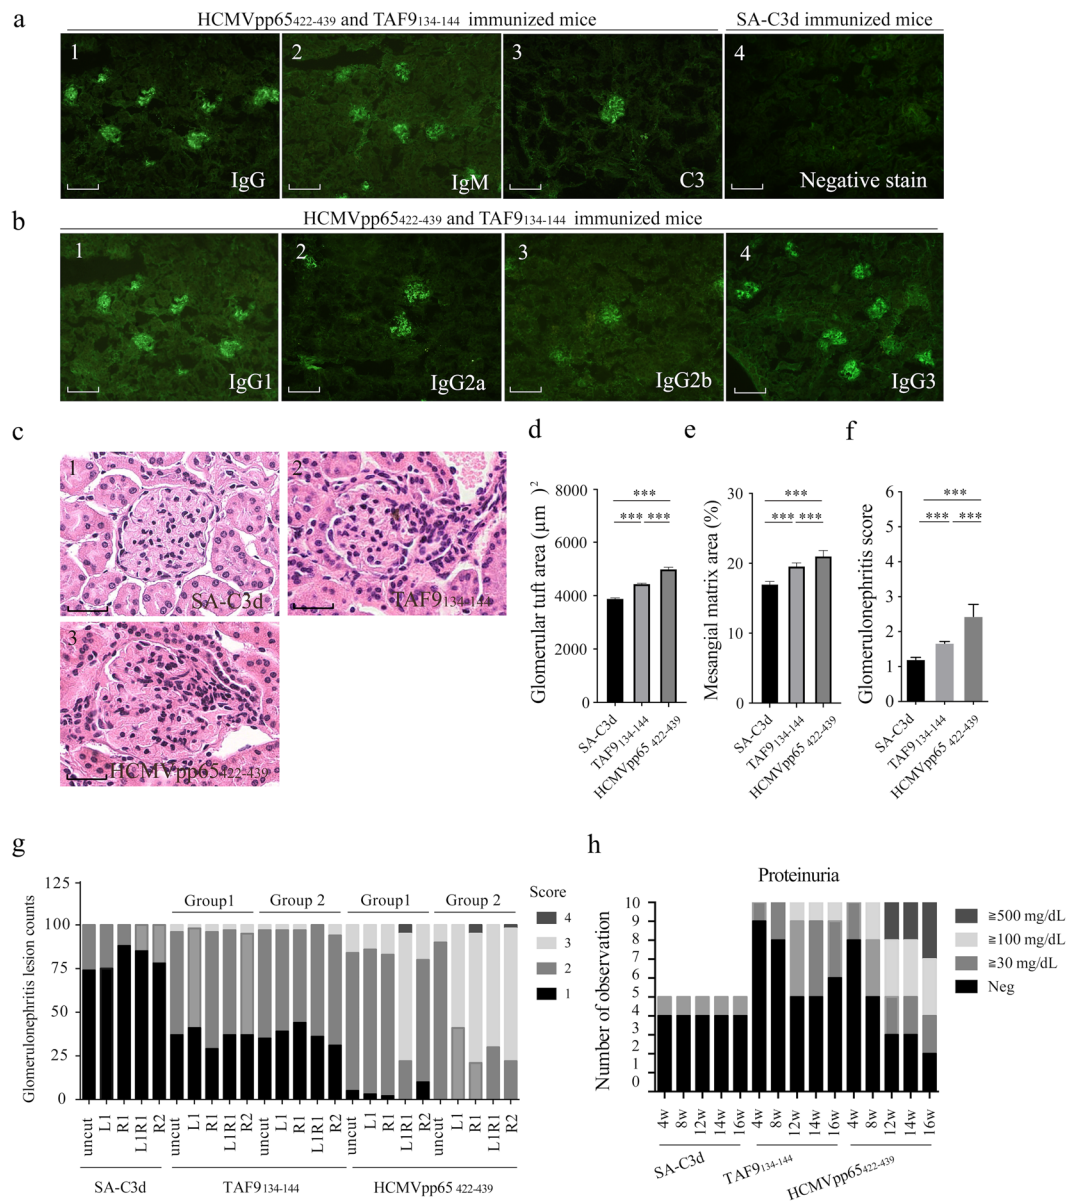 a
HCMVpp65422-439 and TAF9134-144 immunized mice
SA-C3d immunized mice
1
2
3
4
IgG
IgM
C3
Negative stain
HCMVpp65422-439 and TAF9134-144 immunized mice
b
1
2
3
4
IgG1
IgG2a
IgG2b
IgG3
c
1
SA-C3d
2
TAF9134-144
3
HCMVpp65422-439
d
Glomerular tuft area (μm )2
8000
6000
4000
2000
0
***
*** ***
SA-C3d
TAF9134-144
HCMVpp65 422-439
e
Mesangial matrix area (%)
30
20
10
0
***
*** ***
SA-C3d
TAF9134-144
HCMVpp65 422-439
f
Glomerulonephritis score
6
5
4
3
2
1
0
***
*** ***
SA-C3d
TAF9134-144
HCMVpp65 422-439
g
Glomerulonephritis lesion counts
125
100
75
50
25
0
Group1
Group 2
Group1
Group 2
Score
4
3
2
1
uncut L1 R1 L1R1 R2 uncut L1 R1 L1R1 R2 uncut L1 R1 L1R1 R2 uncut L1 R1 L1R1 R2 uncut L1 R1 L1R1 R2
SA-C3d
TAF9134-144
HCMVpp65 422-439
h
Proteinuria
Number of observation
10
9
8
7
6
5
4
3
2
1
0
≧500 mg/dL
≧100 mg/dL
≧30 mg/dL
Neg
4w 8w 12w 14w 16w 4w 8w 12w 14w 16w 4w 8w 12w 14w 16w
SA-C3d
TAF9134-144
HCMVpp65422-439